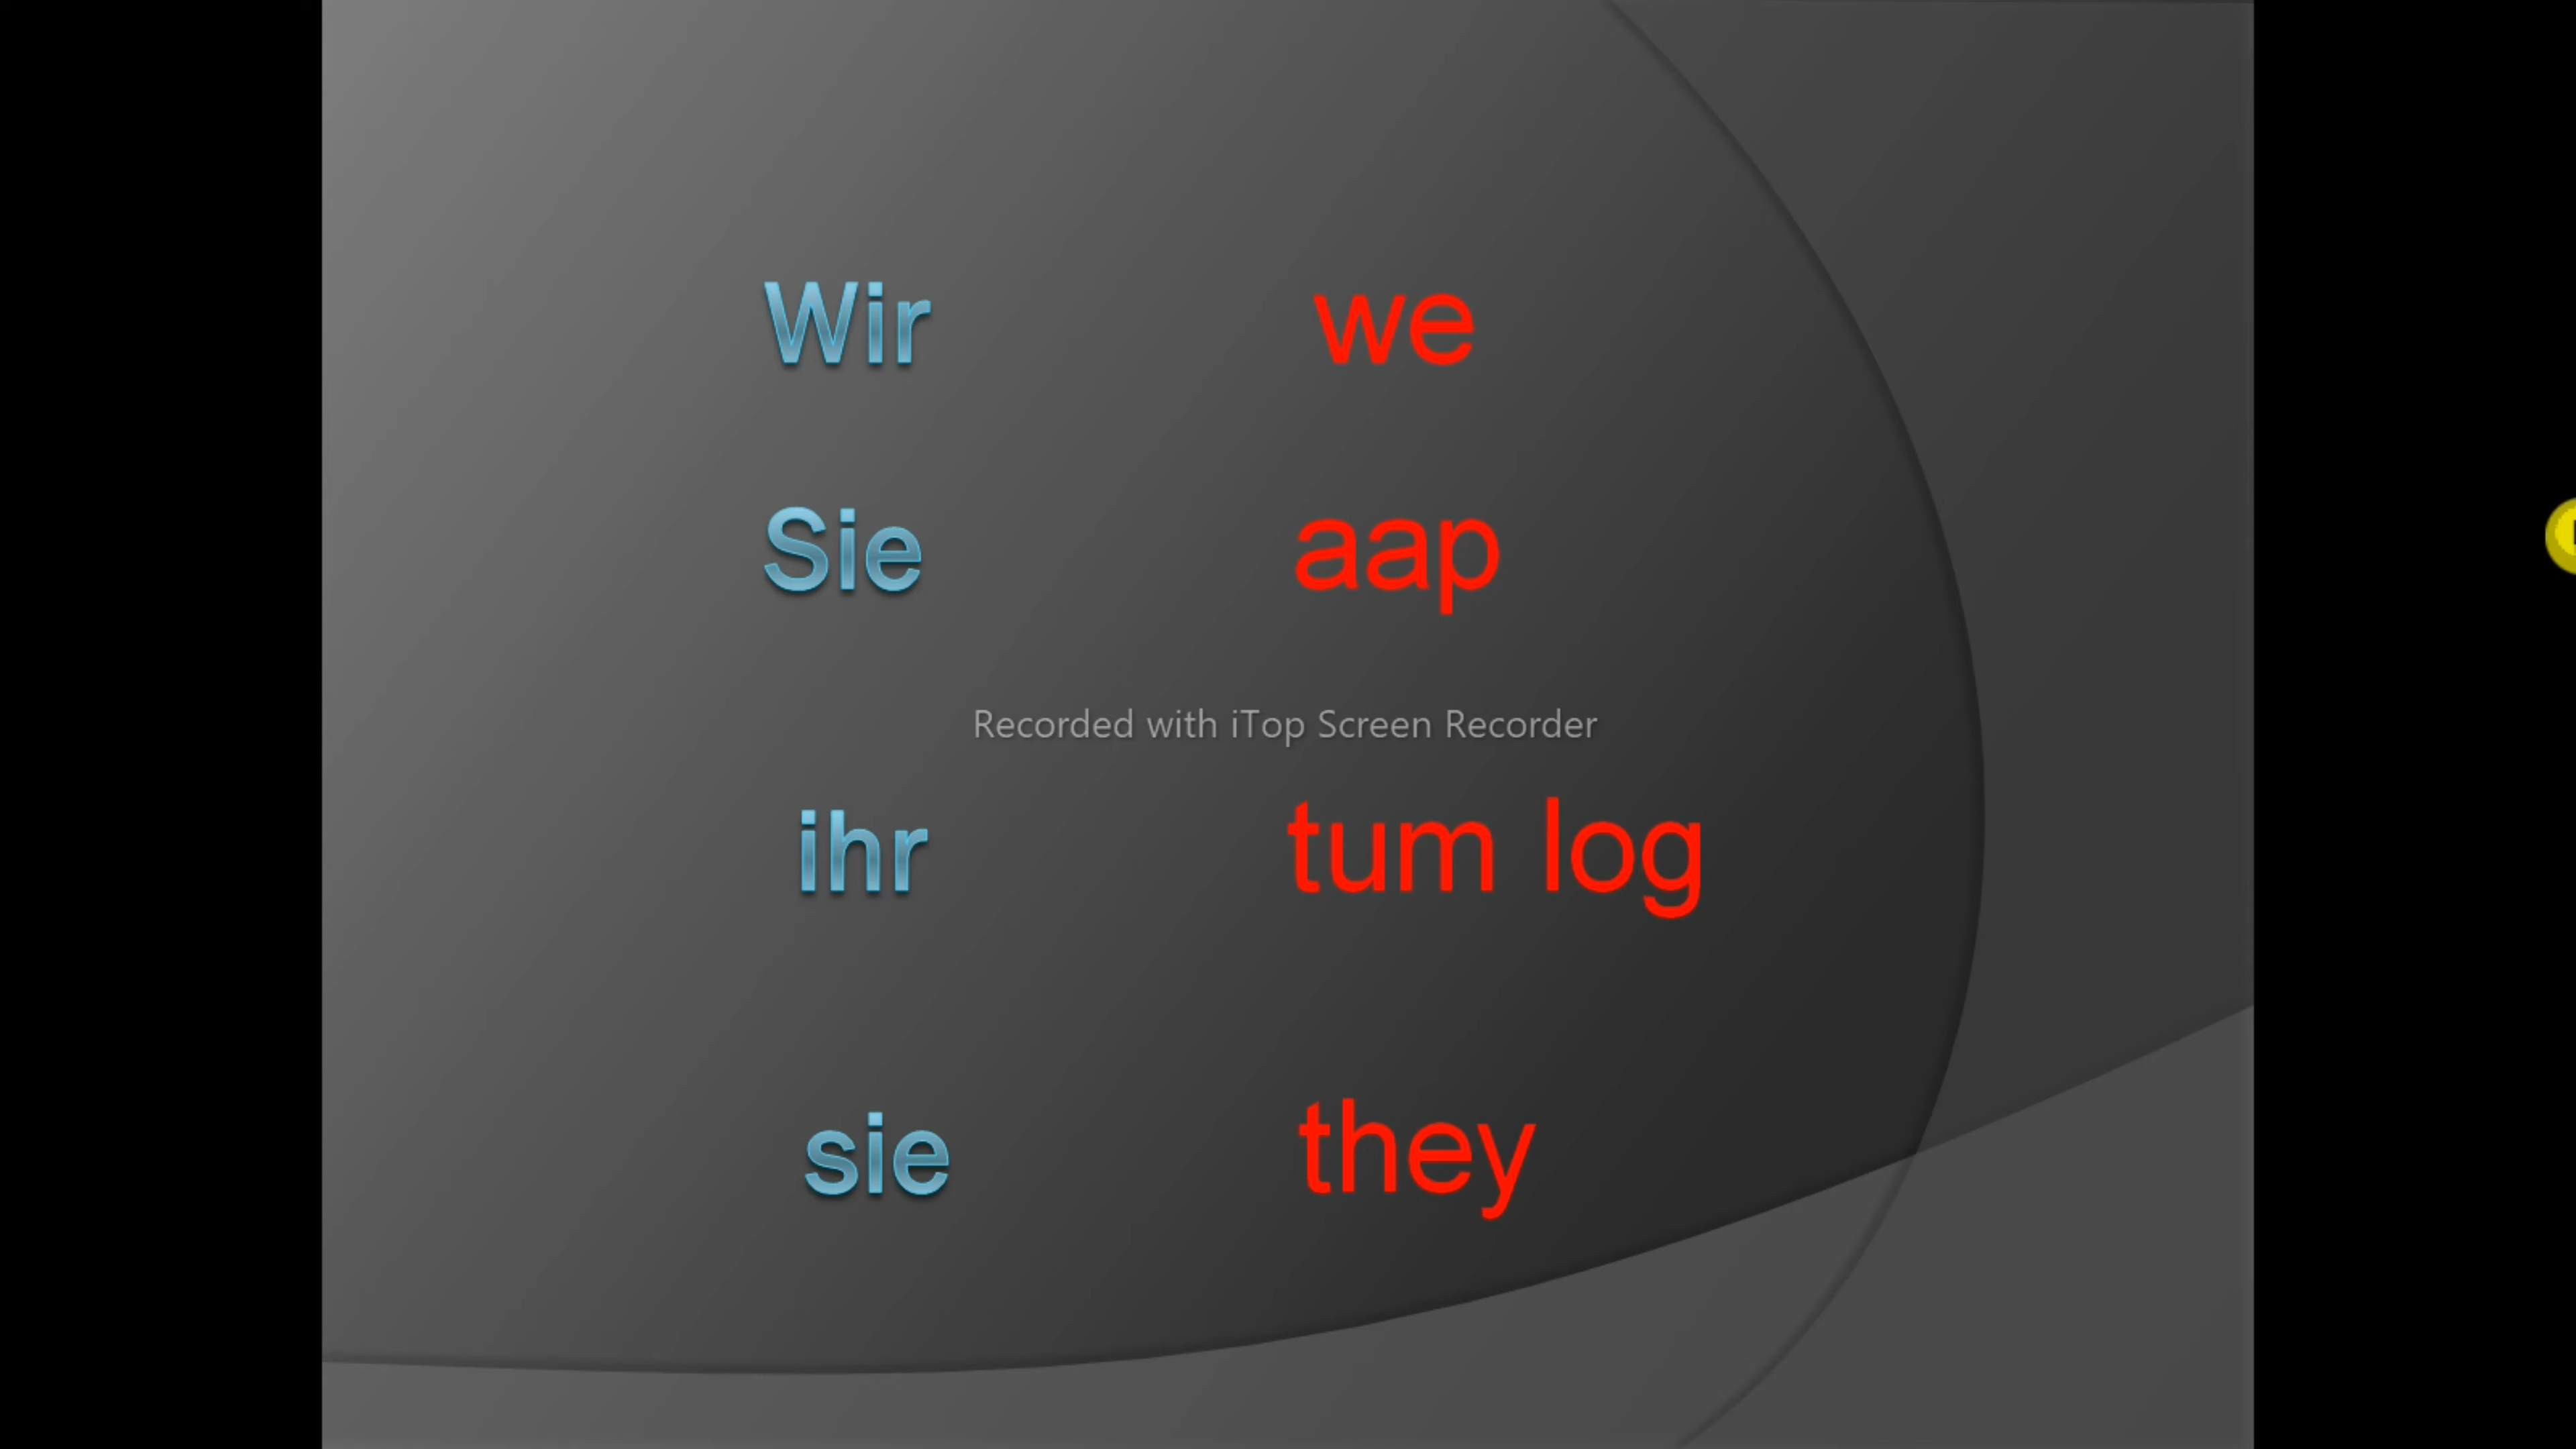 Wir we
Sie aap
Recorded with iTop Screen Recorder
ihr tum log
sie they